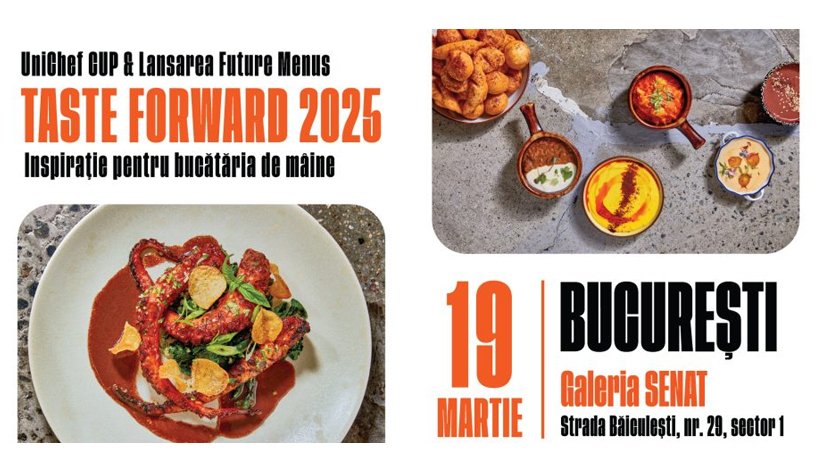 UniChef CUP & Lansarea Future Menus
TASTE FORWARD 2025
Inspirație pentru bucătăria de mâine
19
MARTIE
BUCUREȘTI
Galeria SENAT
Strada Băiculești, nr. 29, sector 1